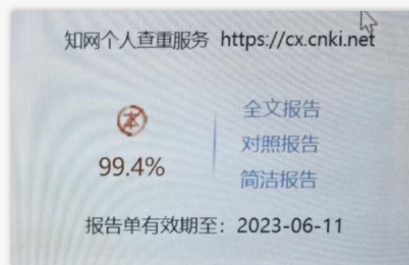 知网个人查重服务 https://cx.cnki.net
本
全文报告
对照报告
99.4%
简洁报告
报告单有效期至：2023-06-11